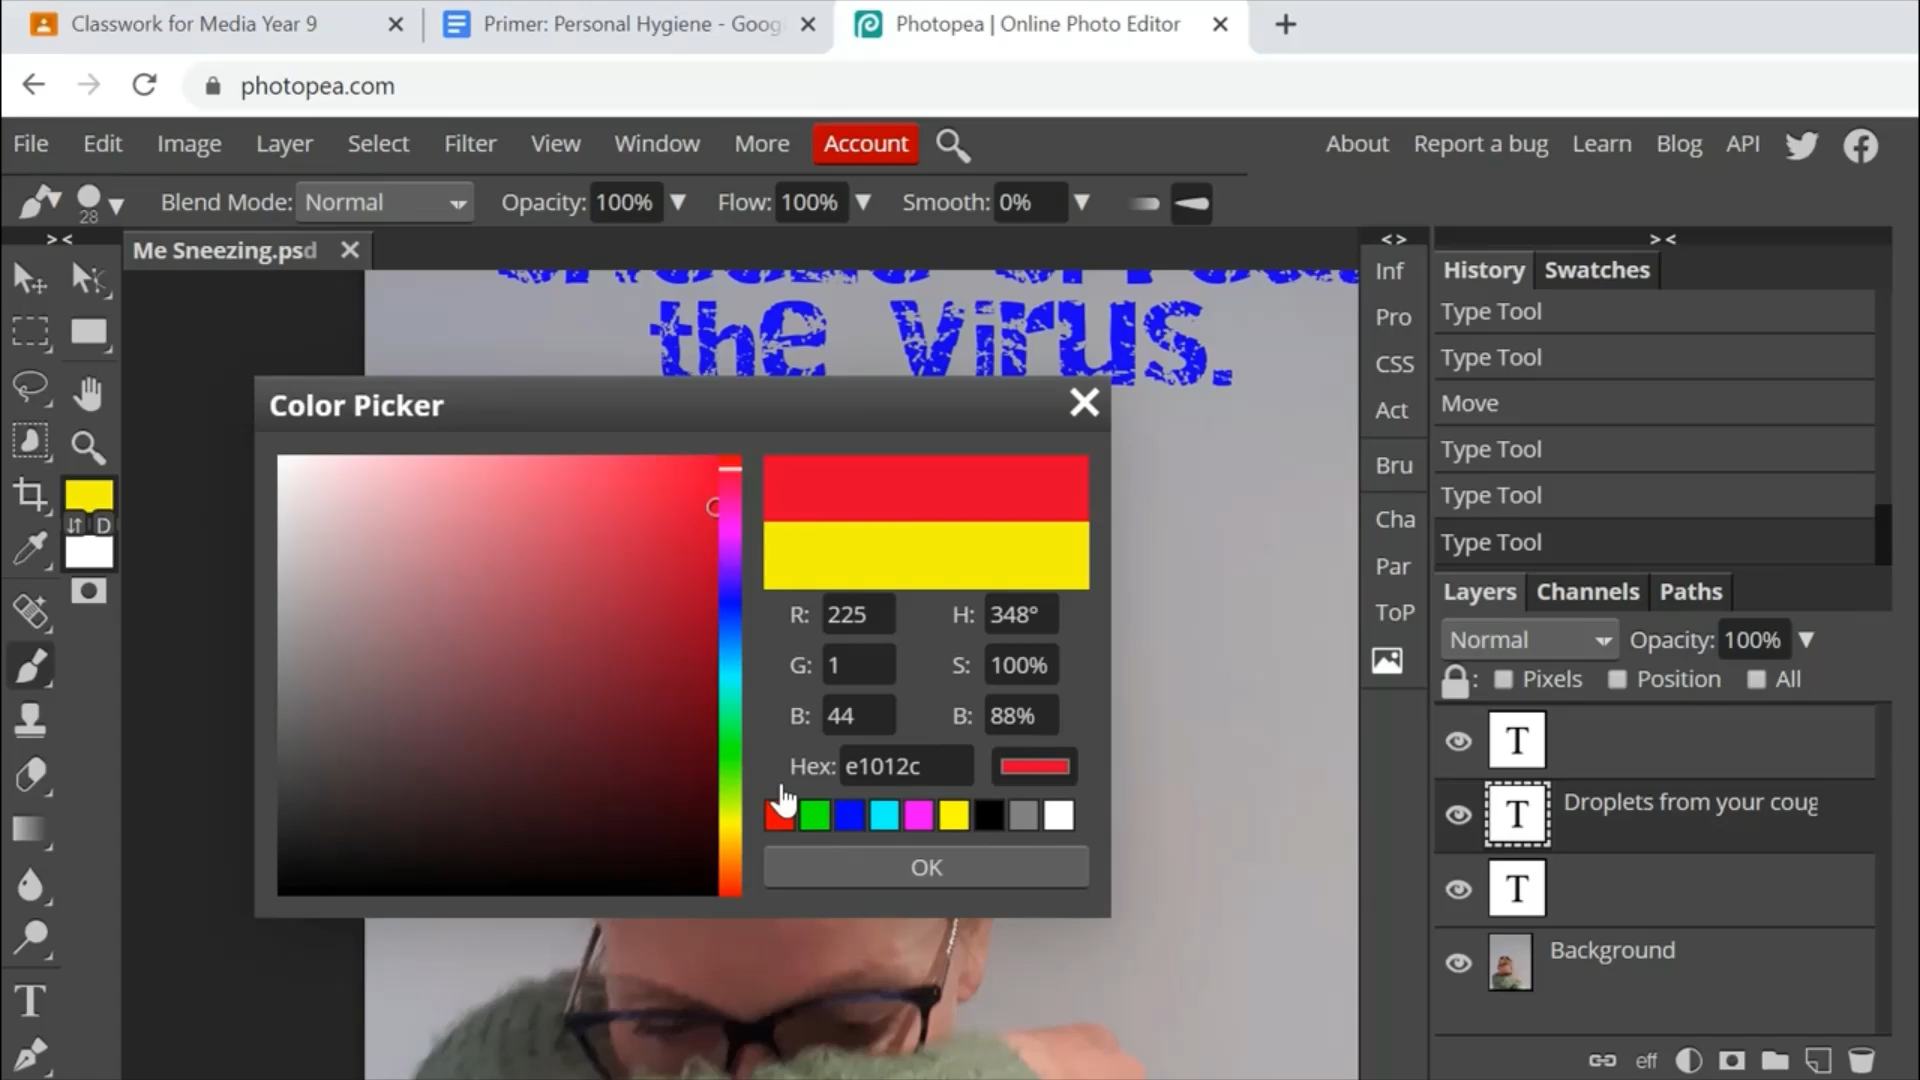 Classwork for Media Year 9
Primer: Personal Hygiene - Goog
Photopea | Online Photo Editor
photopea.com
File Edit Image Layer Select Filter View Window More Account
About Report a bug Learn Blog API
28
Blend Mode: Normal Opacity: 100% Flow: 100% Smooth: 0%
> <
Me Sneezing.psd
< >
> <
the virus.
Inf
Pro
CSS
Act
Bru
Cha
Par
ToP
D
Color Picker
R: 225 H: 348°
G: 1 S: 100%
B: 44 B: 88%
Hex: e1012c
OK
History Swatches
Type Tool
Type Tool
Move
Type Tool
Type Tool
Type Tool
Layers Channels Paths
Normal Opacity: 100%
: Pixels Position All
T
T Droplets from your coug
T
Background
T
eff